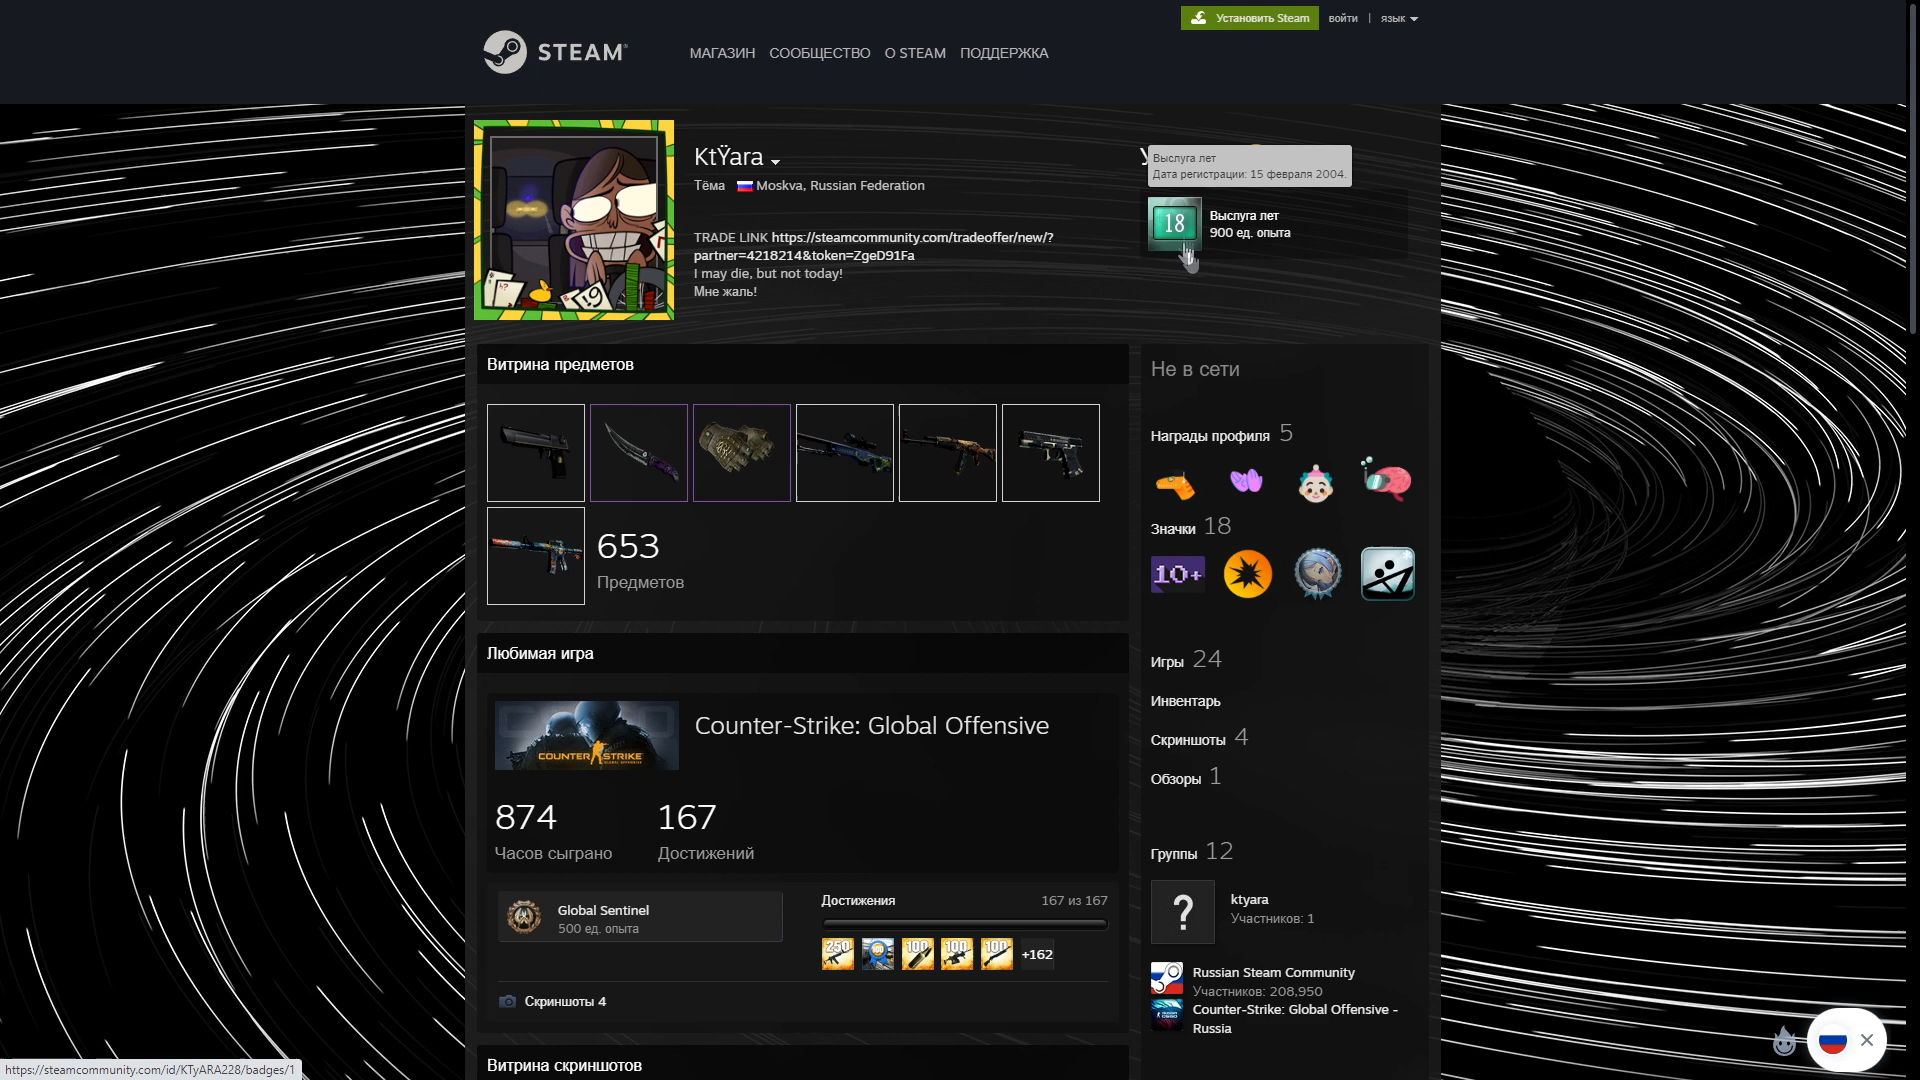 Установить Steam
войти | язык
STEAM
МАГАЗИН СООБЩЕСТВО О STEAM ПОДДЕРЖКА
KtŸara
Тёма Moskva, Russian Federation
TRADE LINK https://steamcommunity.com/tradeoffer/new/?
partner=4218214&token=ZgeD91Fa
I may die, but not today!
Мне жаль!
Выслуга лет
Дата регистрации: 15 февраля 2004.
18
Выслуга лет
900 ед. опыта
Витрина предметов
653
Предметов
Любимая игра
COUNTER STRIKE
GLOBAL OFFENSIVE
Counter-Strike: Global Offensive
874
Часов сыграно
167
Достижений
Global Sentinel
500 ед. опыта
Достижения 167 из 167
250 100 100 100 +162
Скриншоты 4
Витрина скриншотов
Не в сети
Награды профиля 5
Значки 18
10+
Игры 24
Инвентарь
Скриншоты 4
Обзоры 1
Группы 12
?
ktyara
Участников: 1
Russian Steam Community
Участников: 208,950
Counter-Strike: Global Offensive -
Russia
https://steamcommunity.com/id/KTyARA228/badges/1